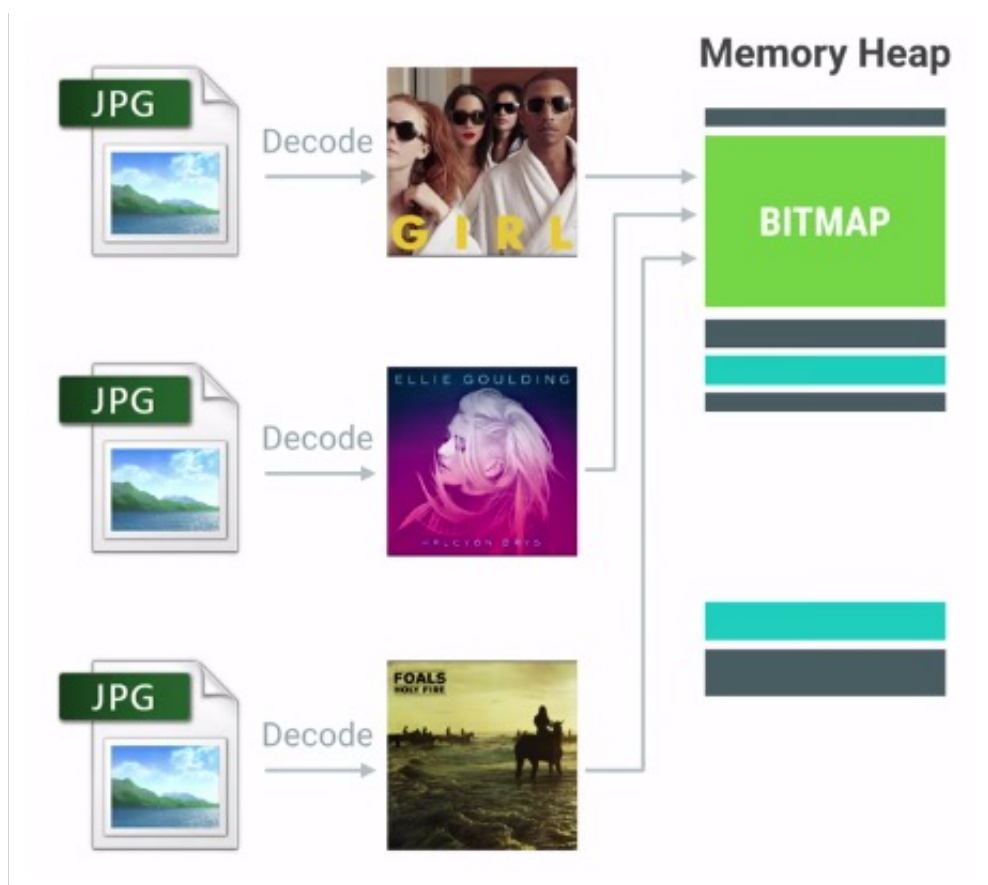 Memory Heap
JPG
Decode
GIRL
BITMAP
JPG
Decode
ELLIE GOULDING
HALCYON DAYS
JPG
Decode
FOALS
HOLY FIRE